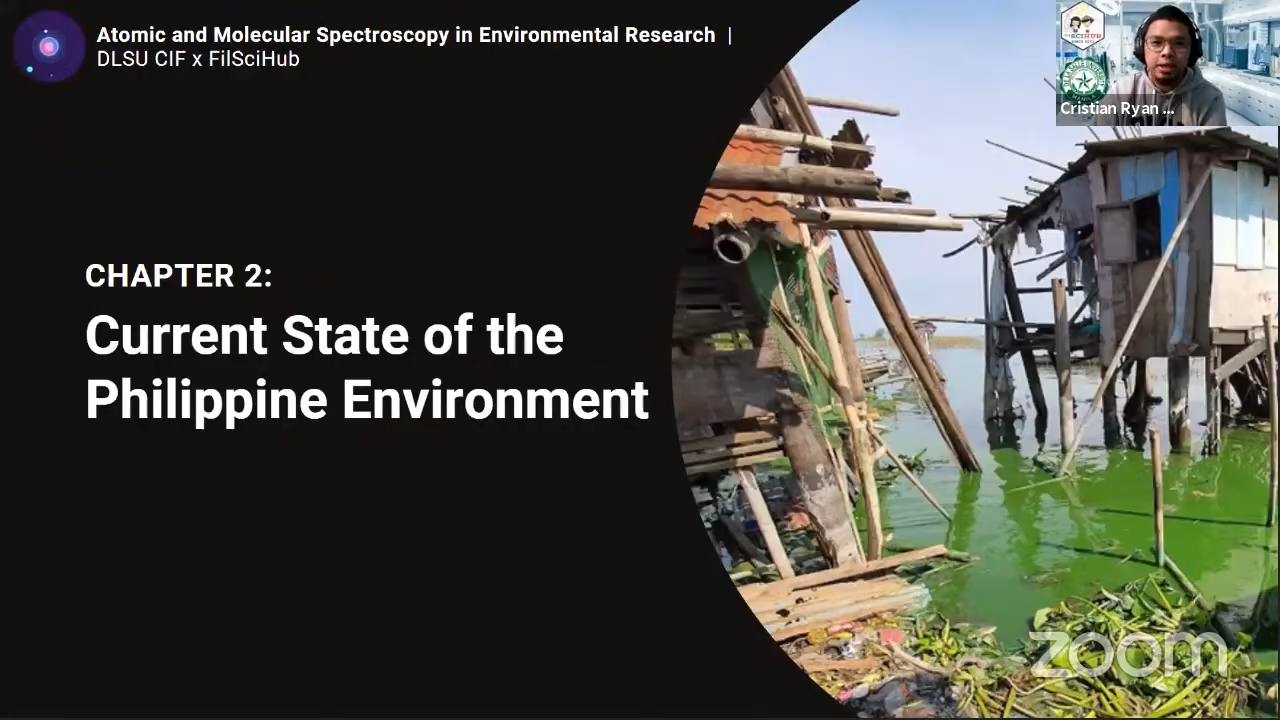 Atomic and Molecular Spectroscopy in Environmental Research |
DLSU CIF x FilSciHub
SCIHUB
Cristian Ryan ...
CHAPTER 2:
Current State of the
Philippine Environment
zoom